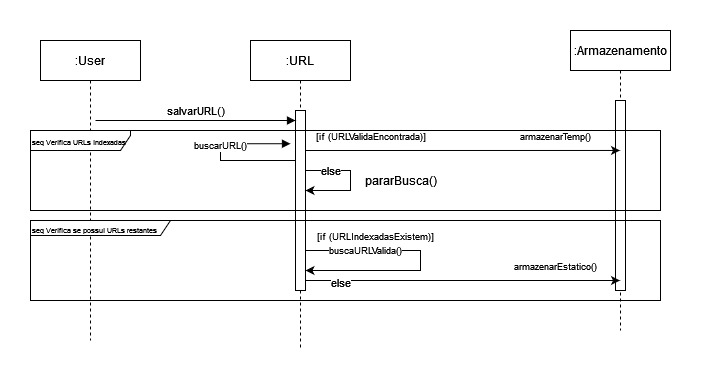 :User
:URL
:Armazenamento
salvarURL()
[if (URLValidaEncontrada)]
armazenarTemp()
seq Verifica URLs Indexadas
buscarURL()
else
pararBusca()
seq Verifica se possui URLs restantes
[if (URLIndexadasExistem)]
buscaURLValida()
armazenarEstatico()
else